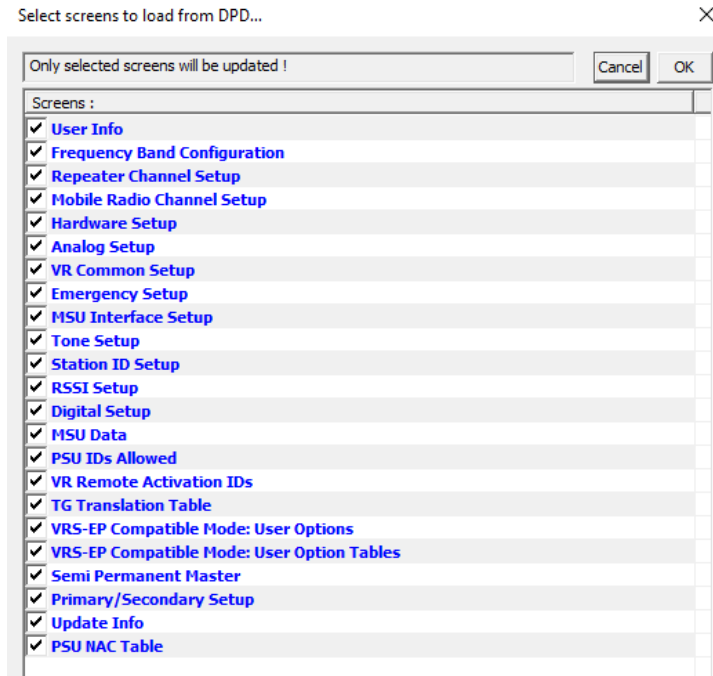 Select screens to load from DPD...
Only selected screens will be updated !
Cancel
OK
Screens :
User Info
Frequency Band Configuration
Repeater Channel Setup
Mobile Radio Channel Setup
Hardware Setup
Analog Setup
VR Common Setup
Emergency Setup
MSU Interface Setup
Tone Setup
Station ID Setup
RSSI Setup
Digital Setup
MSU Data
PSU IDs Allowed
VR Remote Activation IDs
TG Translation Table
VRS-EP Compatible Mode: User Options
VRS-EP Compatible Mode: User Option Tables
Semi Permanent Master
Primary/Secondary Setup
Update Info
PSU NAC Table